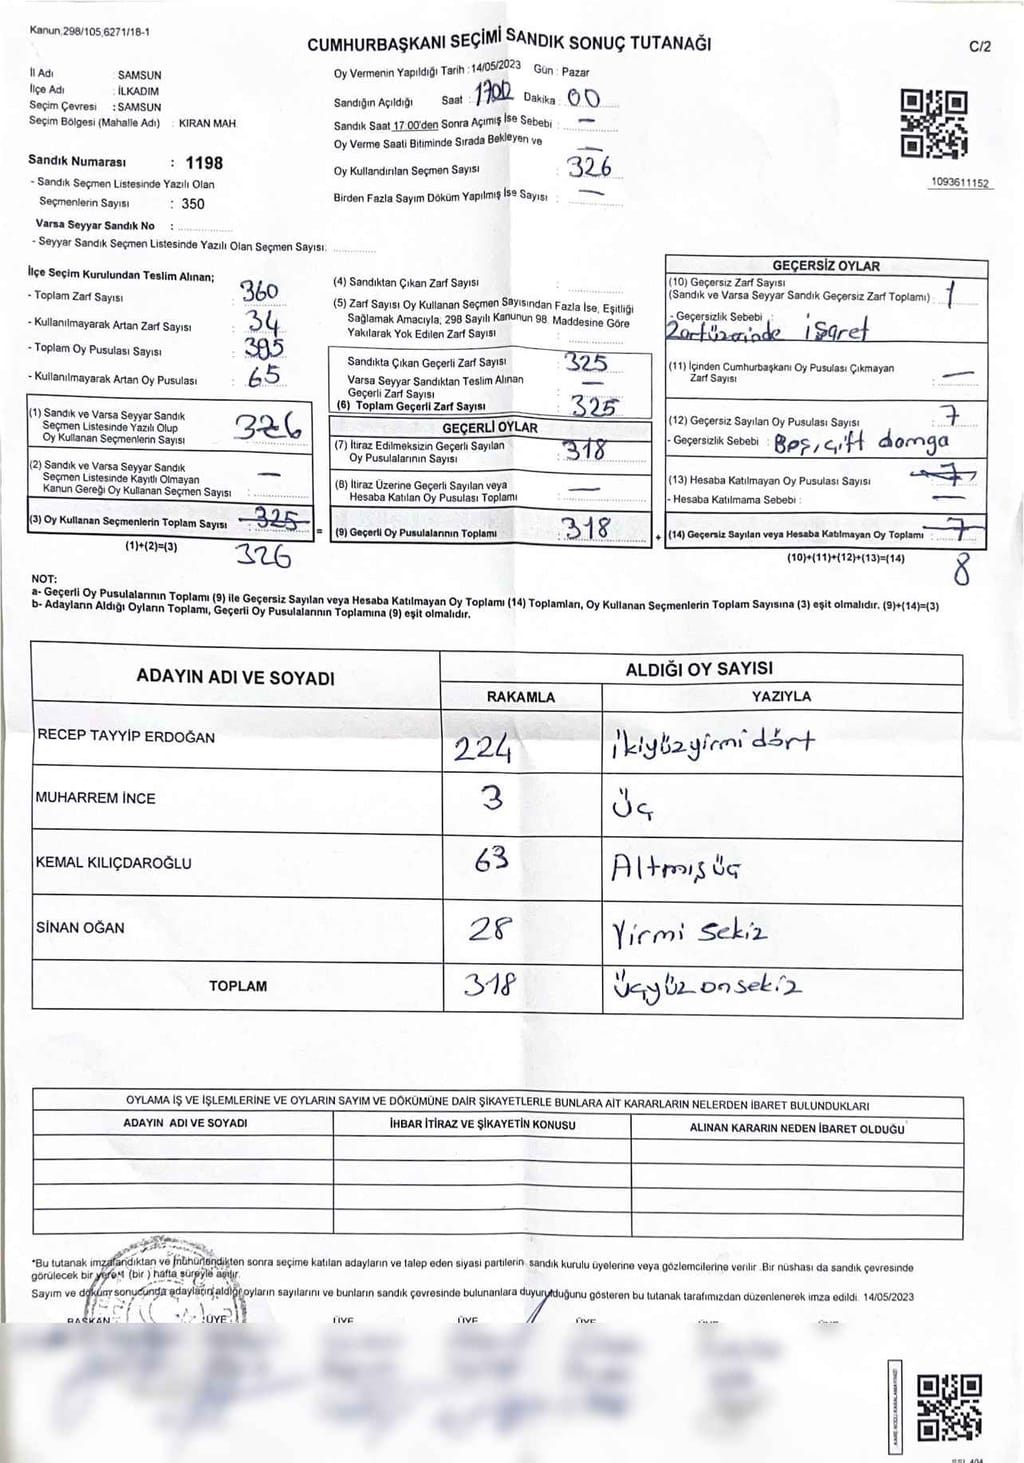 Kanun,298/105,6271/18-1
CUMHURBAŞKANI SEÇİMİ SANDIK SONUÇ TUTANAĞI
C/2
İl Adı SAMSUN
İlçe Adı : İLKADIM
Seçim Çevresi : SAMSUN
Seçim Bölgesi (Mahalle Adı) : KIRAN MAH
Sandık Numarası : 1198
- Sandık Seçmen Listesinde Yazılı Olan
Seçmenlerin Sayısı : 350
Varsa Seyyar Sandık No :
- Seyyar Sandık Seçmen Listesinde Yazılı Olan Seçmen Sayısı:
Oy Vermenin Yapıldığı Tarih : 14/05/2023 Gün : Pazar
Sandığın Açıldığı Saat : Dakika : 00
Sandık Saat 17:00'den Sonra Açımış İse Sebebi : —
Oy Verme Saati Bitiminde Sırada Bekleyen ve
Oy Kullandırılan Seçmen Sayısı : 326
Birden Fazla Sayım Döküm Yapılmış İse Sayısı : —
1093611152
İlçe Seçim Kurulundan Teslim Alınan;
- Toplam Zarf Sayısı : 360
- Kullanılmayarak Artan Zarf Sayısı : 34
- Toplam Oy Pusulası Sayısı :
- Kullanılmayarak Artan Oy Pusulası : 65
(1) Sandık ve Varsa Seyyar Sandık
Seçmen Listesinde Yazılı Olup
Oy Kullanan Seçmenlerin Sayısı 326
(2) Sandık ve Varsa Seyyar Sandık
Seçmen Listesinde Kayıtlı Olmayan
Kanun Gereği Oy Kullanan Seçmen Sayısı : —
(3) Oy Kullanan Seçmenlerin Toplam Sayısı : 325
(1)+(2)=(3) 326
(4) Sandıktan Çıkan Zarf Sayısı :
(5) Zarf Sayısı Oy Kullanan Seçmen Sayısından Fazla İse, Eşitliği
Sağlamak Amacıyla, 298 Sayılı Kanunun 98. Maddesine Göre
Yakılarak Yok Edilen Zarf Sayısı :
Sandıkta Çıkan Geçerli Zarf Sayısı : 325
Varsa Seyyar Sandıktan Teslim Alınan
Geçerli Zarf Sayısı : —
(6) Toplam Geçerli Zarf Sayısı : 325
GEÇERLİ OYLAR
(7) İtiraz Edilmeksizin Geçerli Sayılan
Oy Pusulalarının Sayısı : 318
(8) İtiraz Üzerine Geçerli Sayılan veya
Hesaba Katılan Oy Pusulası Toplamı : —
= (9) Geçerli Oy Pusulalarının Toplamı : 318
GEÇERSİZ OYLAR
(10) Geçersiz Zarf Sayısı
(Sandık ve Varsa Seyyar Sandık Geçersiz Zarf Toplamı) : 1
- Geçersizlik Sebebi :
Zarf üzerinde işaret
(11) İçinden Cumhurbaşkanı Oy Pusulası Çıkmayan
Zarf Sayısı : —
(12) Geçersiz Sayılan Oy Pusulası Sayısı : 7
- Geçersizlik Sebebi : Boş, çift damga
(13) Hesaba Katılmayan Oy Pusulası Sayısı : 7
- Hesaba Katılmama Sebebi : —
+ (14) Geçersiz Sayılan veya Hesaba Katılmayan Oy Toplamı : 7
(10)+(11)+(12)+(13)=(14) 8
NOT:
a- Geçerli Oy Pusulalarının Toplamı (9) ile Geçersiz Sayılan veya Hesaba Katılmayan Oy Toplamı (14) Toplamları, Oy Kullanan Seçmenlerin Toplam Sayısına (3) eşit olmalıdır. (9)+(14)=(3)
b- Adayların Aldığı Oyların Toplamı, Geçerli Oy Pusulalarının Toplamına (9) eşit olmalıdır.
ADAYIN ADI VE SOYADI ALDIĞI OY SAYISI
RAKAMLA YAZIYLA
RECEP TAYYİP ERDOĞAN 224 ikiyüzyirmidört
MUHARREM İNCE 3 üç
KEMAL KILIÇDAROĞLU 63 Altmışüç
SİNAN OĞAN 28 Yirmi sekiz
TOPLAM 318 üçyüz onsekiz
OYLAMA İŞ VE İŞLEMLERİNE VE OYLARIN SAYIM VE DÖKÜMÜNE DAİR ŞİKAYETLERLE BUNLARA AİT KARARLARIN NELERDEN İBARET BULUNDUKLARI
ADAYIN ADI VE SOYADI İHBAR İTİRAZ VE ŞİKAYETİN KONUSU ALINAN KARARIN NEDEN İBARET OLDUĞU
*Bu tutanak imzalandıktan ve mühürlendikten sonra seçime katılan adayların ve talep eden siyasi partilerin sandık kurulu üyelerine veya gözlemcilerine verilir. Bir nüshası da sandık çevresinde
görülecek bir yere 1 (bir) hafta süreyle asılır.
Sayım ve döküm sonucunda adayların aldığı oyların sayılarını ve bunların sandık çevresinde bulunanlara duyurulduğunu gösteren bu tutanak tarafımızdan düzenlenerek imza edildi. 14/05/2023
BAŞKAN ÜYE ÜYE ÜYE ÜYE